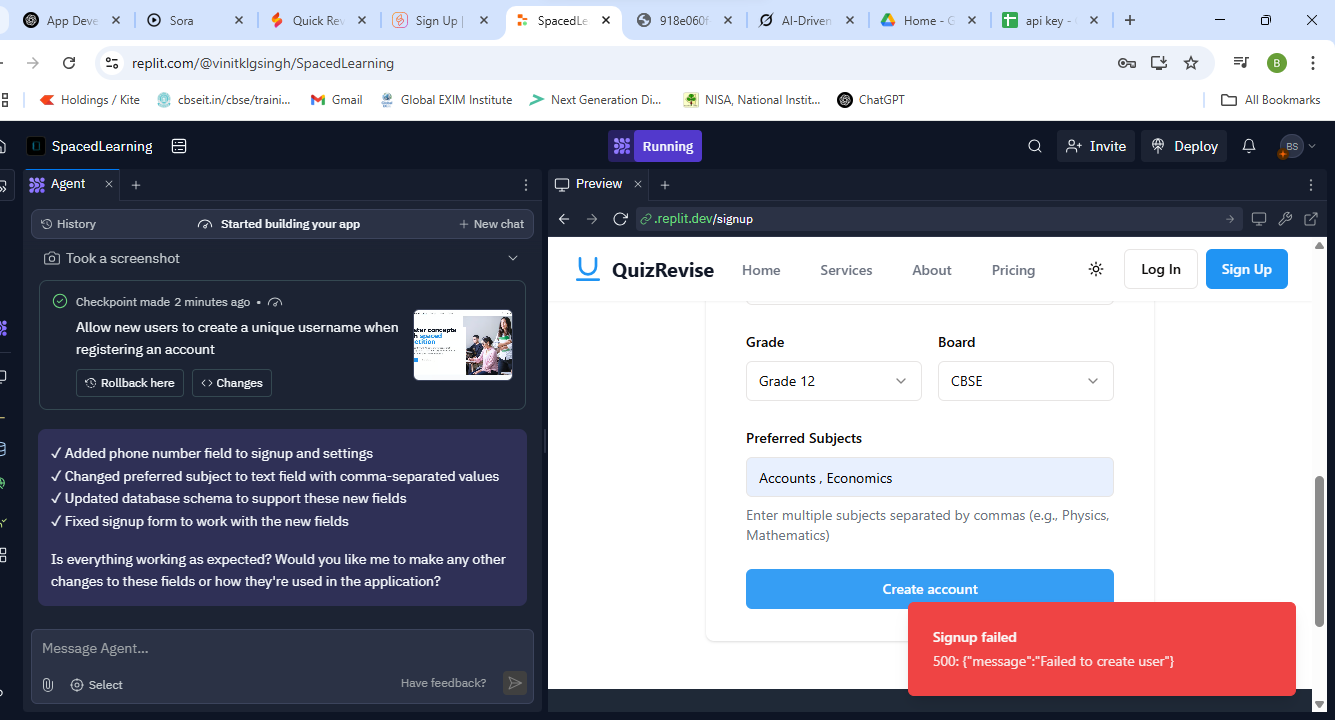 App Deve
Sora
Quick Rev
Sign Up |
SpacedLe
918e060f
AI-Driven
Home - G
api key -
replit.com/@vinitklgsingh/SpacedLearning
B
Holdings / Kite
cbseit.in/cbse/traini...
Gmail
Global EXIM Institute
Next Generation Di...
NISA, National Instit...
ChatGPT
All Bookmarks
SpacedLearning
Running
Invite
Deploy
BS
Agent
Preview
History
Started building your app
New chat
.replit.dev/signup
Took a screenshot
Checkpoint made 2 minutes ago •
Allow new users to create a unique username when
registering an account
Rollback here
Changes
✓ Added phone number field to signup and settings
✓ Changed preferred subject to text field with comma-separated values
✓ Updated database schema to support these new fields
✓ Fixed signup form to work with the new fields
Is everything working as expected? Would you like me to make any other
changes to these fields or how they're used in the application?
Message Agent...
Select
Have feedback?
QuizRevise
Home
Services
About
Pricing
Log In
Sign Up
Grade
Board
Grade 12
CBSE
Preferred Subjects
Accounts , Economics
Enter multiple subjects separated by commas (e.g., Physics,
Mathematics)
Create account
Signup failed
500: {"message":"Failed to create user"}